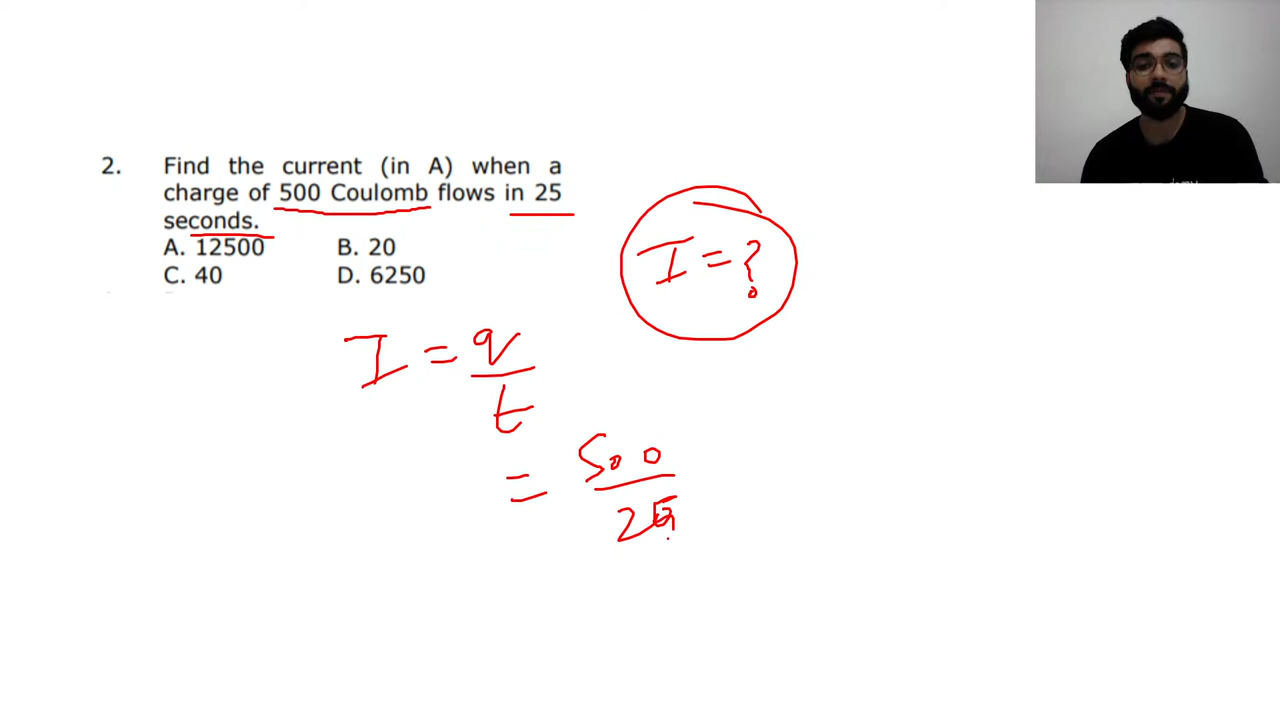 2. Find the current (in A) when a
charge of 500 Coulomb flows in 25
seconds.
A. 12500 B. 20
C. 40 D. 6250
I = ?
I = q/t
= 500/25